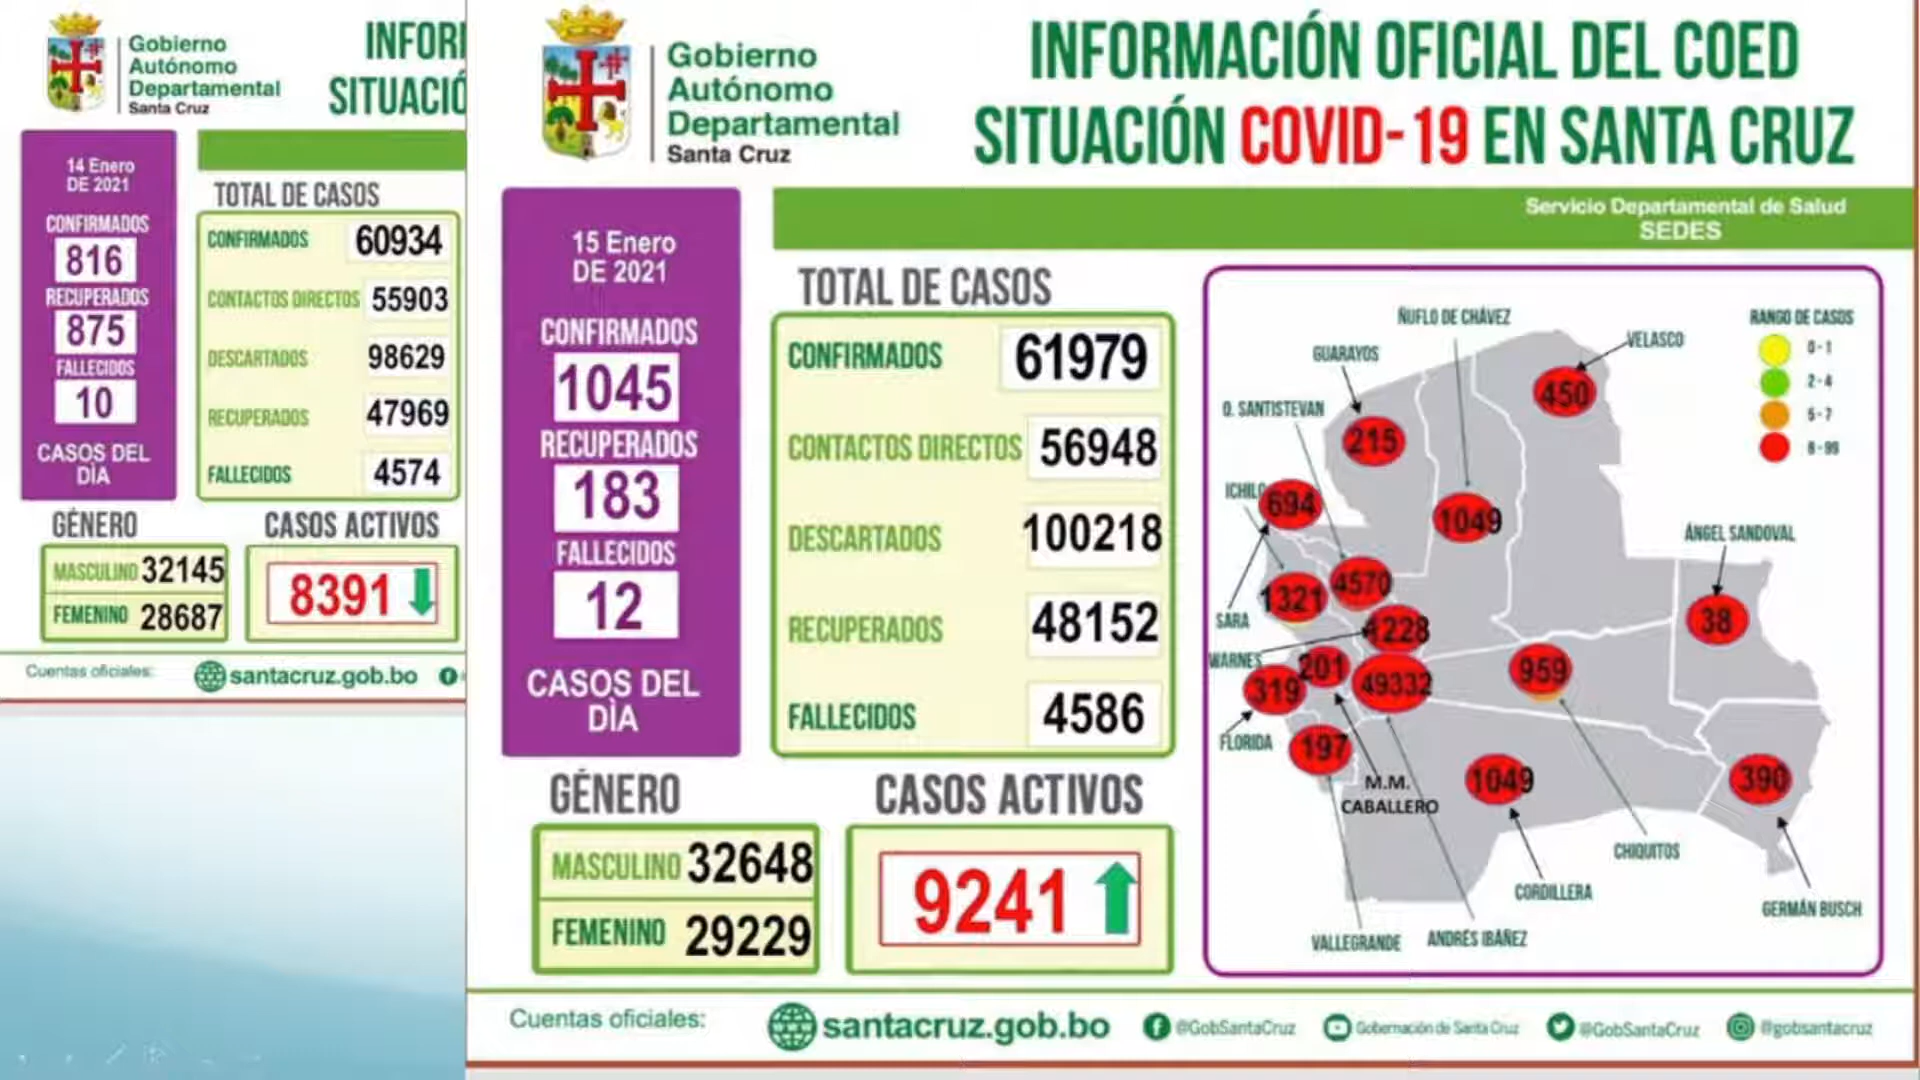 Gobierno
Autónomo
Departamental
Santa Cruz
INFOR
SITUACIÓ
14 Enero
DE 2021
CONFIRMADOS
816
RECUPERADOS
875
FALLECIDOS
10
CASOS DEL
DÌA
TOTAL DE CASOS
CONFIRMADOS 60934
CONTACTOS DIRECTOS 55903
DESCARTADOS 98629
RECUPERADOS 47969
FALLECIDOS 4574
GÉNERO
MASCULINO 32145
FEMENINO 28687
CASOS ACTIVOS
8391
Cuentas oficiales: santacruz.gob.bo
Gobierno
Autónomo
Departamental
Santa Cruz
INFORMACIÓN OFICIAL DEL COED
SITUACIÓN COVID-19 EN SANTA CRUZ
Servicio Departamental de Salud
SEDES
15 Enero
DE 2021
CONFIRMADOS
1045
RECUPERADOS
183
FALLECIDOS
12
CASOS DEL
DÌA
TOTAL DE CASOS
CONFIRMADOS 61979
CONTACTOS DIRECTOS 56948
DESCARTADOS 100218
RECUPERADOS 48152
FALLECIDOS 4586
GÉNERO
MASCULINO 32648
FEMENINO 29229
CASOS ACTIVOS
9241
ÑUFLO DE CHÁVEZ
VELASCO
GUARAYOS
O. SANTISTEVAN
ICHILO
SARA
WARNES
FLORIDA
VALLEGRANDE
M.M.
CABALLERO
ANDRÉS IBÁÑEZ
CORDILLERA
CHIQUITOS
GERMÁN BUSCH
ÁNGEL SANDOVAL
450
215
694
1049
4570
1321
1228
201
319
49332
959
38
197
1049
390
RANGO DE CASOS
0-1
2-4
5-7
8-99
Cuentas oficiales: santacruz.gob.bo @GobSantaCruz Gobernación de Santa Cruz @GobSantaCruz @gobsantacruz